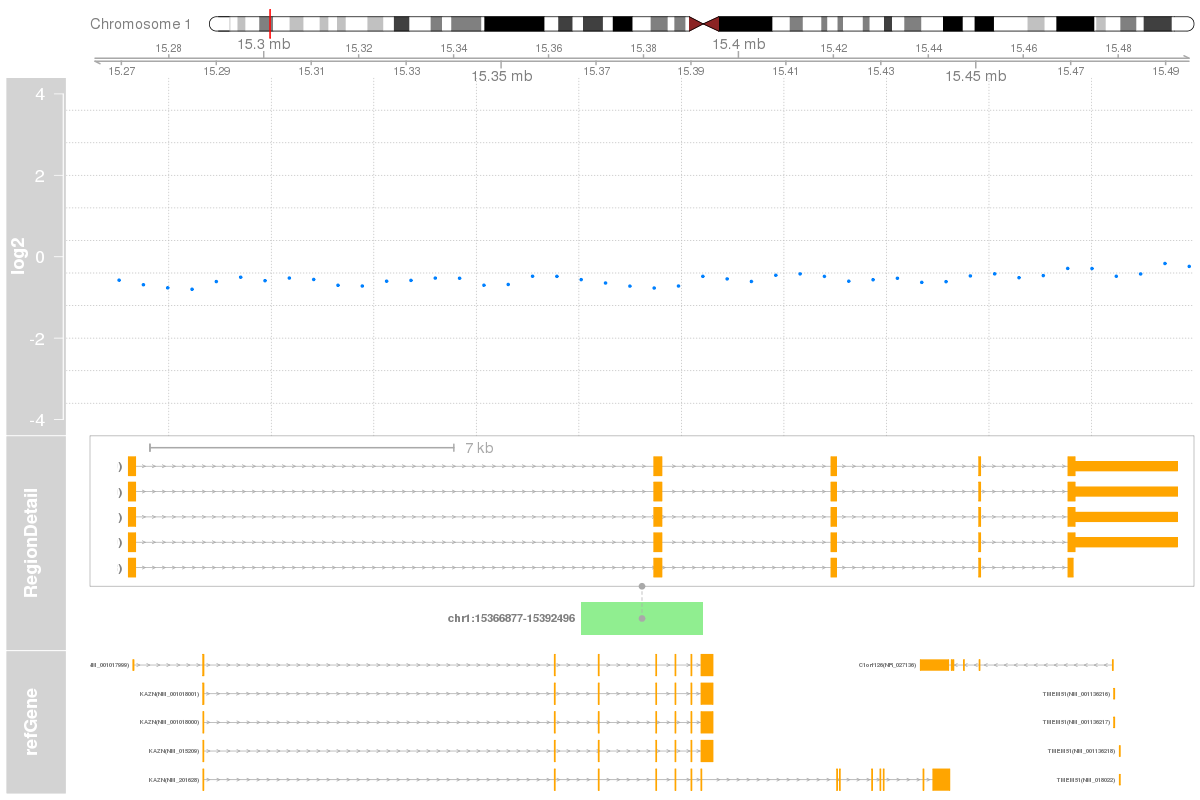 Chromosome 1
15.3 mb 15.4 mb
15.28 15.32 15.34 15.36 15.38 15.42 15.44 15.46 15.48
15.27 15.29 15.31 15.33 15.37 15.39 15.41 15.43 15.47 15.49
15.35 mb 15.45 mb
4
2
0
-2
-4
log2
RegionDetail
7 kb
)
)
)
)
)
chr1:15366877-15392496
refGene
C1orf126(NR_027136)
KAZN(NM_001018001) TMEM51(NM_001136216)
KAZN(NM_001018000) TMEM51(NM_001136217)
KAZN(NM_015209) TMEM51(NM_001136218)
KAZN(NM_201628) TMEM51(NM_018022)